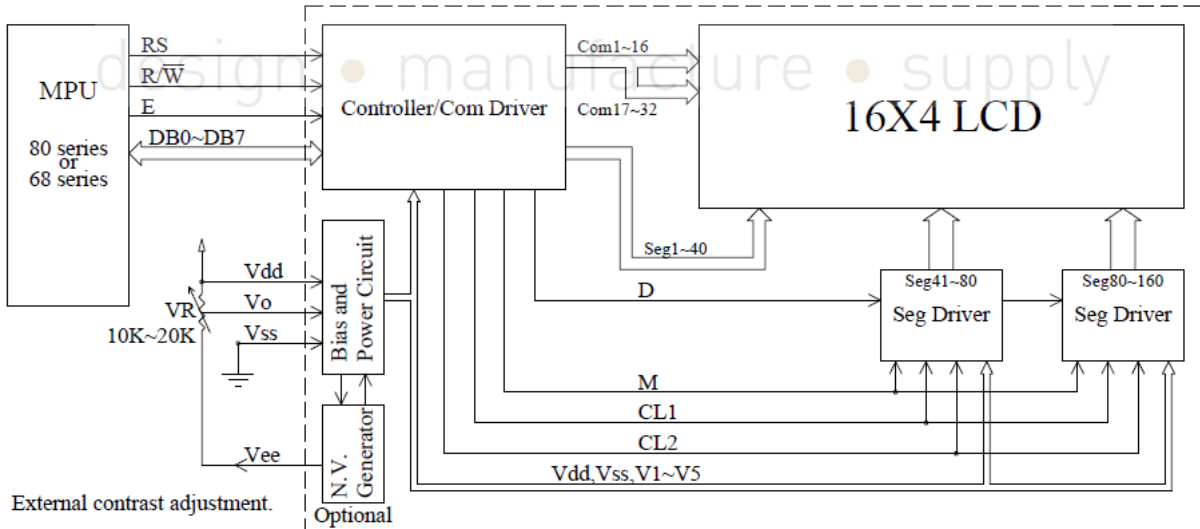 design • manufacture • supply
MPU
80 series
or
68 series
RS
R/W̅
E
DB0~DB7
Controller/Com Driver
Com1~16
Com17~32
16X4 LCD
Seg1~40
Seg41~80
Seg Driver
Seg80~160
Seg Driver
D
Vdd
Vo
Vss
VR
10K~20K
Bias and
Power Circuit
M
CL1
CL2
Vdd,Vss,V1~V5
Vee
N.V.
Generator
Optional
External contrast adjustment.